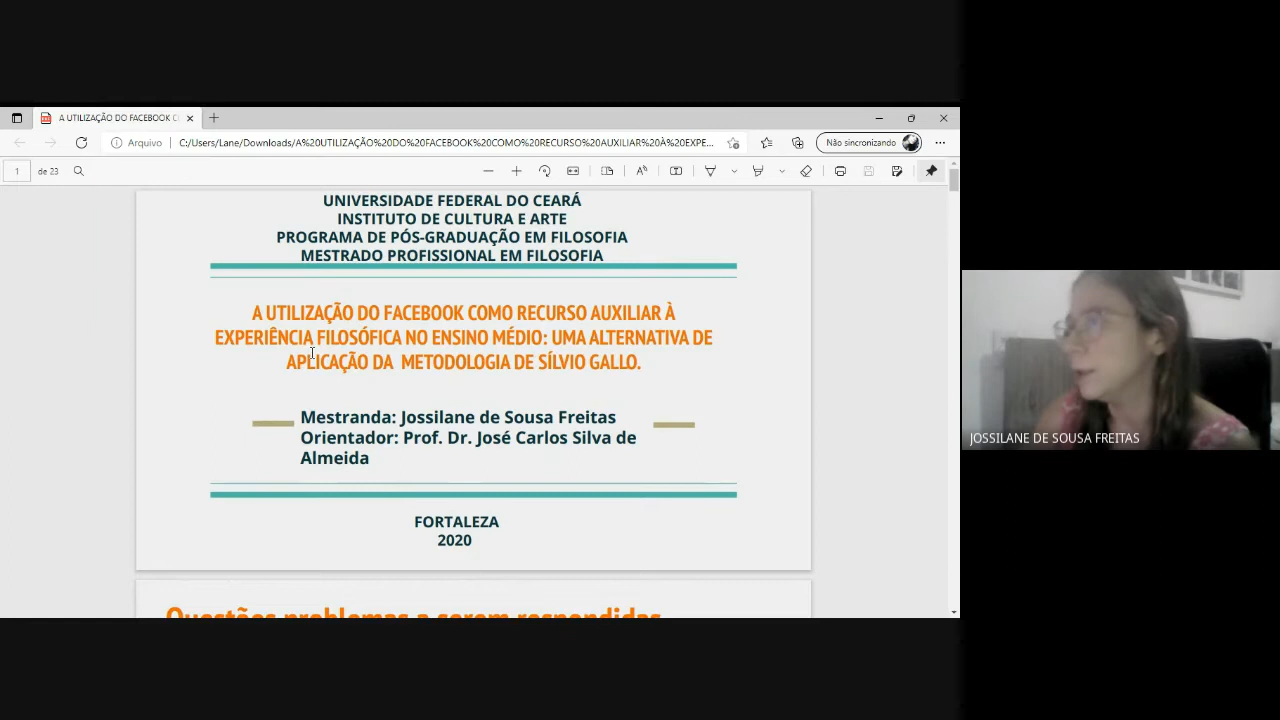 A UTILIZAÇÃO DO FACEBOOK C
Arquivo
C:/Users/Lane/Downloads/A%20UTILIZAÇÃO%20DO%20FACEBOOK%20COMO%20RECURSO%20AUXILIAR%20À%20EXPE...
Não sincronizando
1 de 23
UNIVERSIDADE FEDERAL DO CEARÁ
INSTITUTO DE CULTURA E ARTE
PROGRAMA DE PÓS-GRADUAÇÃO EM FILOSOFIA
MESTRADO PROFISSIONAL EM FILOSOFIA
A UTILIZAÇÃO DO FACEBOOK COMO RECURSO AUXILIAR À
EXPERIÊNCIA FILOSÓFICA NO ENSINO MÉDIO: UMA ALTERNATIVA DE
APLICAÇÃO DA METODOLOGIA DE SÍLVIO GALLO.
Mestranda: Jossilane de Sousa Freitas
Orientador: Prof. Dr. José Carlos Silva de
Almeida
FORTALEZA
2020
Questões problemas a serem respondidas
JOSSILANE DE SOUSA FREITAS